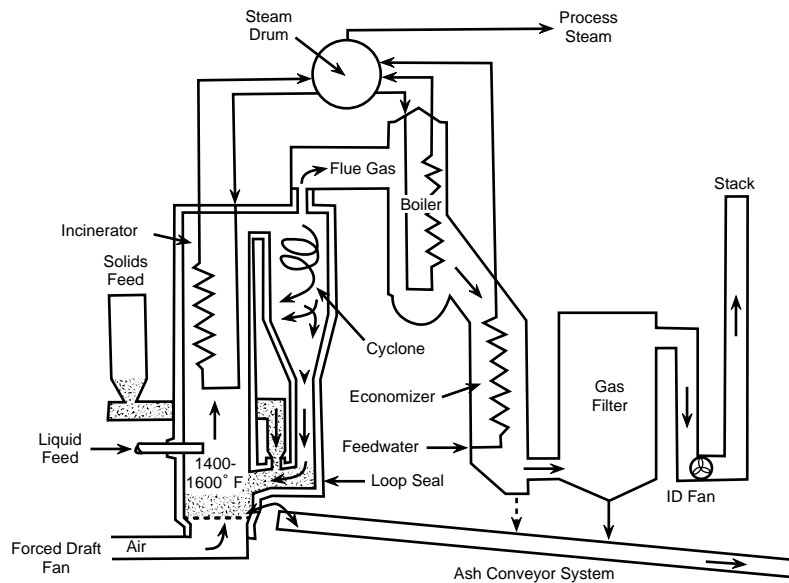 Steam
Drum
Process
Steam
Flue Gas
Stack
Boiler
Incinerator
Solids
Feed
Cyclone
Economizer
Gas
Filter
Feedwater
Liquid
Feed
1400-
1600° F
Loop Seal
ID Fan
Forced Draft
Fan
Air
Ash Conveyor System